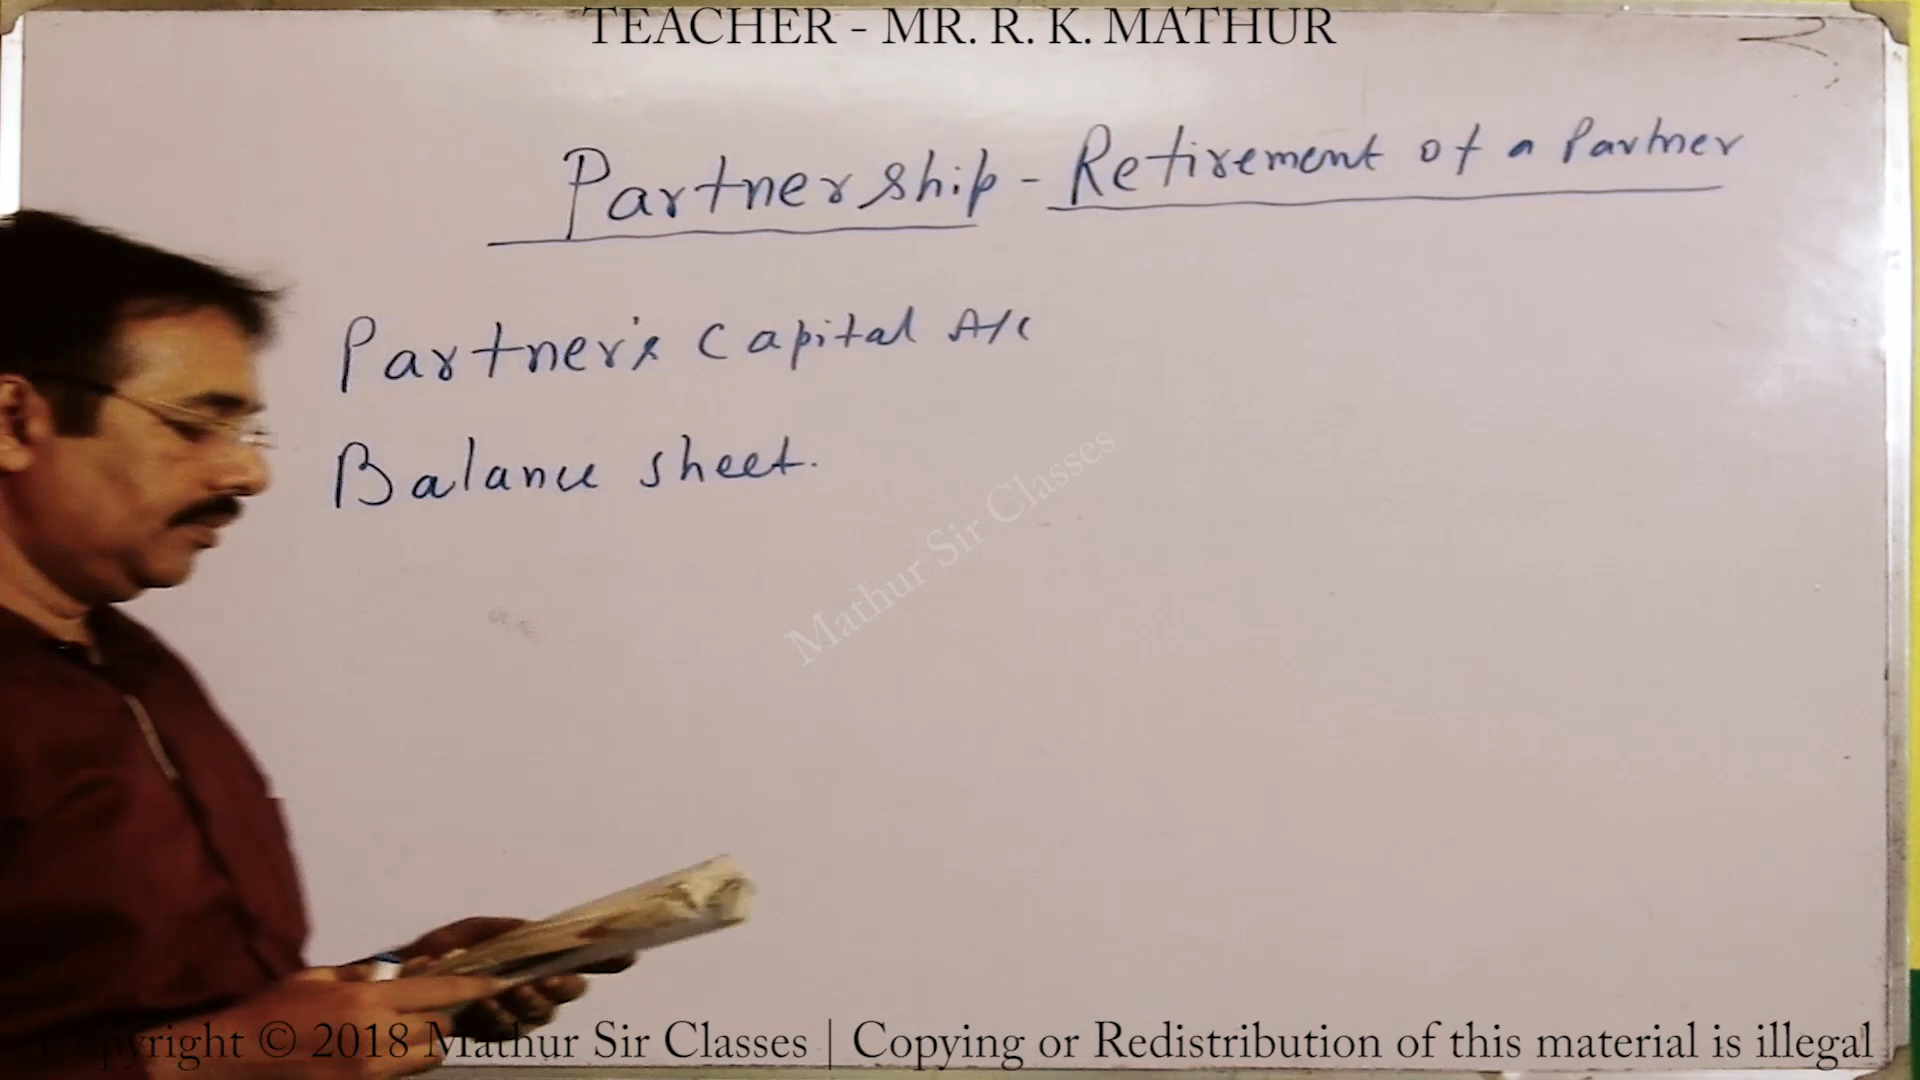 TEACHER - MR. R. K. MATHUR
Partnership - Retirement of a Partner
Partner's Capital A/c
Balance sheet.
Mathur Sir Classes
Copyright © 2018 Mathur Sir Classes | Copying or Redistribution of this material is illegal